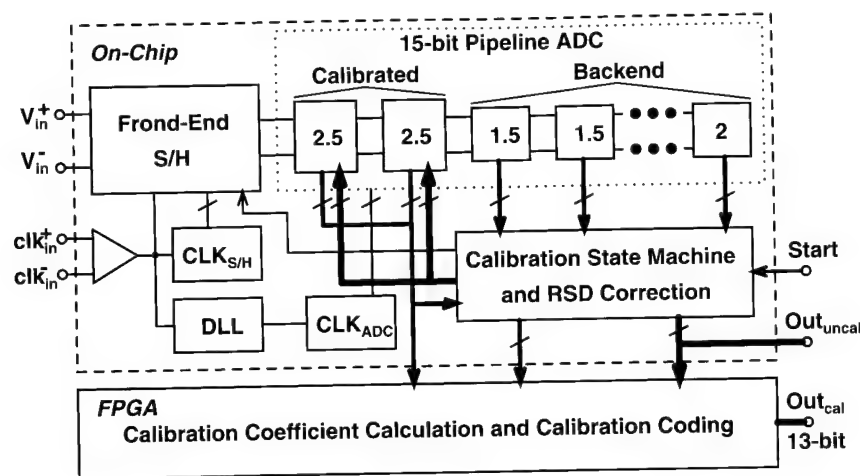 On-Chip
15-bit Pipeline ADC
Calibrated
Backend
V+in
V-in
Frond-End
S/H
2.5
2.5
1.5
1.5
2
clk+in
clk-in
CLKS/H
DLL
CLKADC
Calibration State Machine
and RSD Correction
Start
Outuncal
FPGA
Calibration Coefficient Calculation and Calibration Coding
Outcal
13-bit